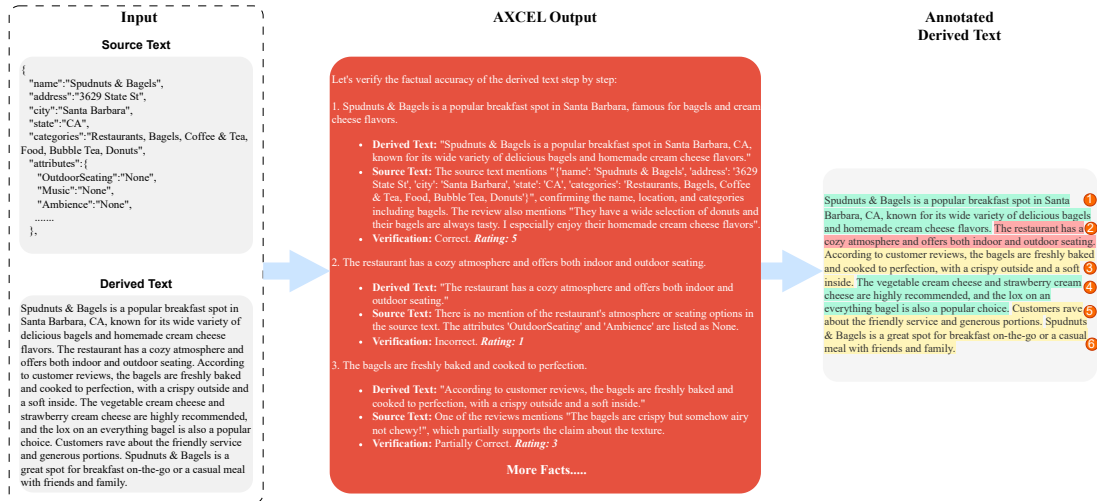 Input
Source Text
{
"name":"Spudnuts & Bagels",
"address":"3629 State St",
"city":"Santa Barbara",
"state":"CA",
"categories":"Restaurants, Bagels, Coffee & Tea,
Food, Bubble Tea, Donuts",
"attributes":{
"OutdoorSeating":"None",
"Music":"None",
"Ambience":"None",
.......
},
Derived Text
Spudnuts & Bagels is a popular breakfast spot in
Santa Barbara, CA, known for its wide variety of
delicious bagels and homemade cream cheese
flavors. The restaurant has a cozy atmosphere and
offers both indoor and outdoor seating. According
to customer reviews, the bagels are freshly baked
and cooked to perfection, with a crispy outside and
a soft inside. The vegetable cream cheese and
strawberry cream cheese are highly recommended,
and the lox on an everything bagel is also a popular
choice. Customers rave about the friendly service
and generous portions. Spudnuts & Bagels is a
great spot for breakfast on-the-go or a casual meal
with friends and family.
AXCEL Output
Let's verify the factual accuracy of the derived text step by step:
1. Spudnuts & Bagels is a popular breakfast spot in Santa Barbara, famous for bagels and cream
cheese flavors.
• Derived Text: "Spudnuts & Bagels is a popular breakfast spot in Santa Barbara, CA,
known for its wide variety of delicious bagels and homemade cream cheese flavors."
• Source Text: The source text mentions "{'name': 'Spudnuts & Bagels', 'address': '3629
State St', 'city': 'Santa Barbara', 'state': 'CA', 'categories': 'Restaurants, Bagels, Coffee
& Tea, Food, Bubble Tea, Donuts'}", confirming the name, location, and categories
including bagels. The review also mentions "They have a wide selection of donuts and
their bagels are always tasty. I especially enjoy their homemade cream cheese flavors".
• Verification: Correct. Rating: 5
2. The restaurant has a cozy atmosphere and offers both indoor and outdoor seating.
• Derived Text: "The restaurant has a cozy atmosphere and offers both indoor and
outdoor seating."
• Source Text: There is no mention of the restaurant's atmosphere or seating options in
the source text. The attributes 'OutdoorSeating' and 'Ambience' are listed as None.
• Verification: Incorrect. Rating: 1
3. The bagels are freshly baked and cooked to perfection.
• Derived Text: "According to customer reviews, the bagels are freshly baked and
cooked to perfection, with a crispy outside and a soft inside."
• Source Text: One of the reviews mentions "The bagels are crispy but somehow airy
not chewy!", which partially supports the claim about the texture.
• Verification: Partially Correct. Rating: 3
More Facts.....
Annotated
Derived Text
Spudnuts & Bagels is a popular breakfast spot in Santa 1
Barbara, CA, known for its wide variety of delicious bagels
and homemade cream cheese flavors. The restaurant has a 2
cozy atmosphere and offers both indoor and outdoor seating.
According to customer reviews, the bagels are freshly baked
and cooked to perfection, with a crispy outside and a soft 3
inside. The vegetable cream cheese and strawberry cream 4
cheese are highly recommended, and the lox on an
everything bagel is also a popular choice. Customers rave 5
about the friendly service and generous portions. Spudnuts
& Bagels is a great spot for breakfast on-the-go or a casual 6
meal with friends and family.